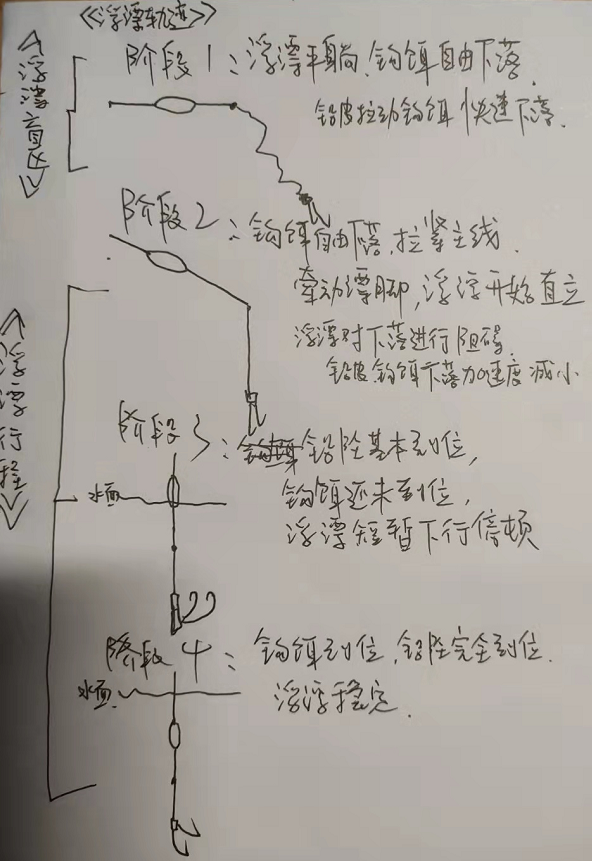 《浮漂轨迹》
<浮漂盲区>
阶段1：浮漂平躺,钩饵自由下落.
铅皮拉动钩饵快速下落.
阶段2：钩饵自由下落,拉紧主线.
牵动漂脚,浮漂开始直立
浮漂对下落进行阻碍.
铅皮,钩饵下落加速度减小
<浮漂行程>
阶段3：铅坠基本到位,
水面
钩饵还未到位,
浮漂短暂下行停顿
阶段4：钩饵到位,铅坠完全到位.
水面
浮漂稳定.